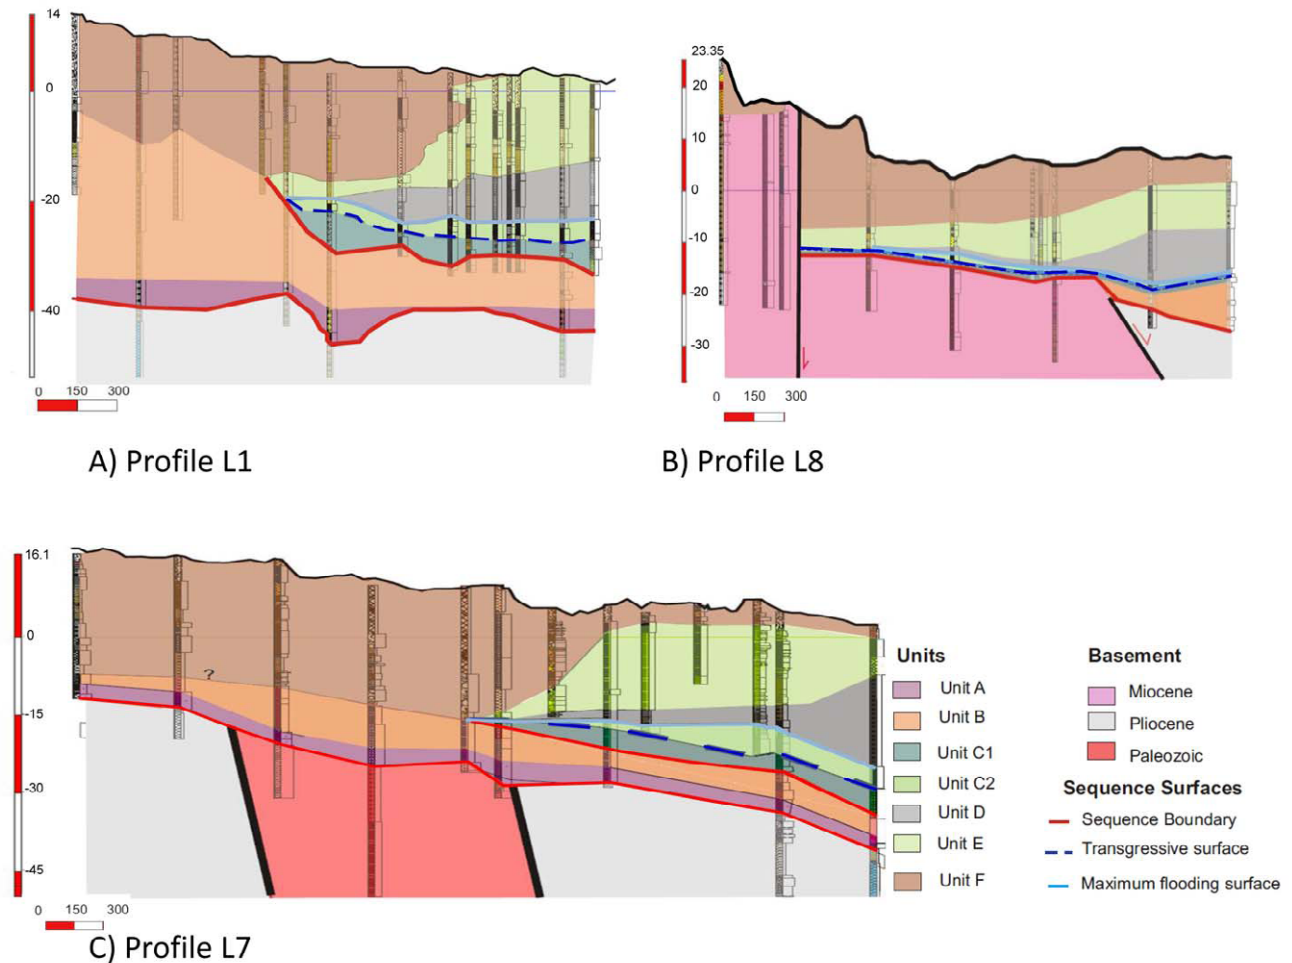 14
0
-20
-40
0 150 300
A) Profile L1
23.35
20
10
0
-10
-20
-30
0 150 300
B) Profile L8
16.1
0
-15
-30
-45
?
0 150 300
C) Profile L7
Units
Unit A
Unit B
Unit C1
Unit C2
Unit D
Unit E
Unit F
Basement
Miocene
Pliocene
Paleozoic
Sequence Surfaces
Sequence Boundary
Transgressive surface
Maximum flooding surface